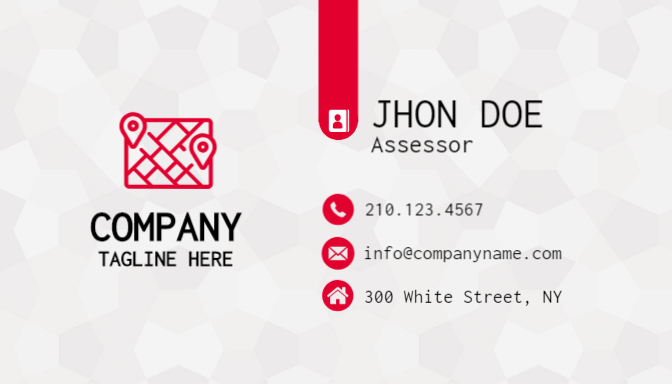 COMPANY
TAGLINE HERE
JHON DOE
Assessor
210.123.4567
info@companyname.com
300 White Street, NY